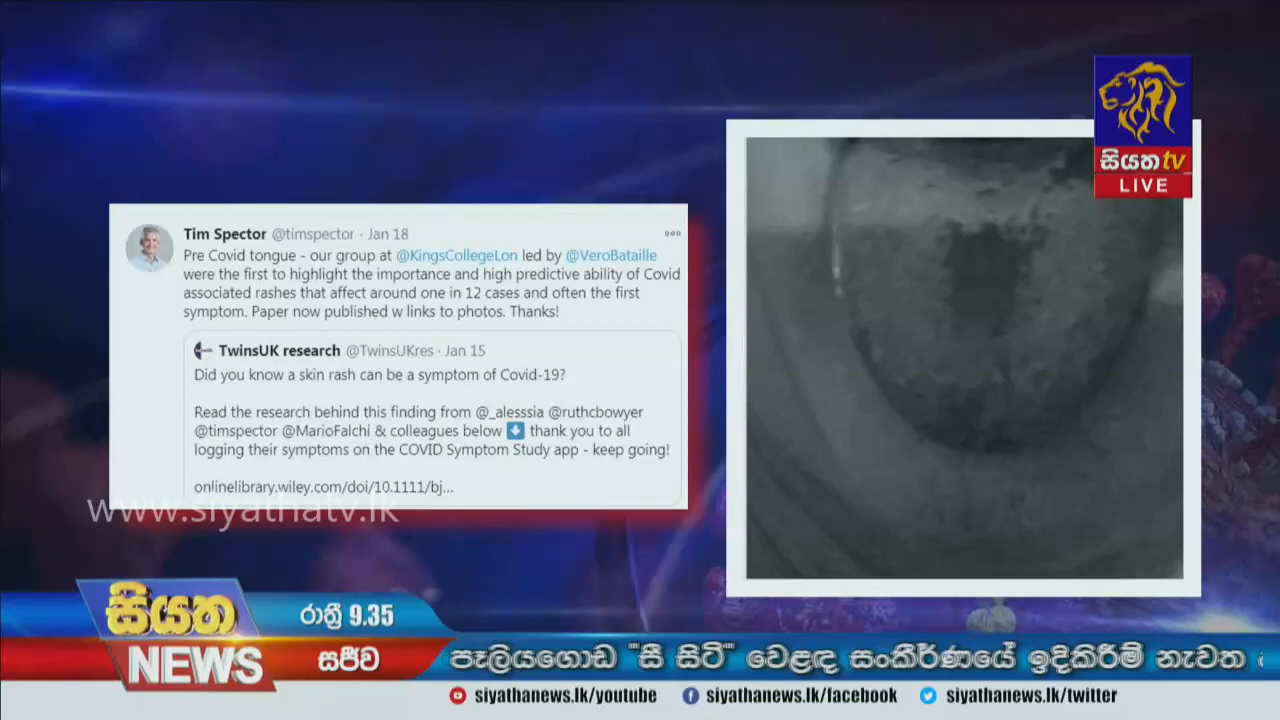 සියත tv
LIVE
Tim Spector @timspector · Jan 18
Pre Covid tongue - our group at @KingsCollegeLon led by @VeroBataille
were the first to highlight the importance and high predictive ability of Covid
associated rashes that affect around one in 12 cases and often the first
symptom. Paper now published w links to photos. Thanks!
TwinsUK research @TwinsUKres · Jan 15
Did you know a skin rash can be a symptom of Covid-19?
Read the research behind this finding from @_alesssia @ruthcbowyer
@timspector @MarioFalchi & colleagues below ⬇ thank you to all
logging their symptoms on the COVID Symptom Study app - keep going!
onlinelibrary.wiley.com/doi/10.1111/bj...
www.siyathatv.lk
සියත
NEWS
රාත්‍රී 9.35
සජීව
පෑලියගොඩ "සී සිටි" වෙළඳ සංකීර්ණයේ ඉදිකිරීම් නැවත
siyathanews.lk/youtube siyathanews.lk/facebook siyathanews.lk/twitter